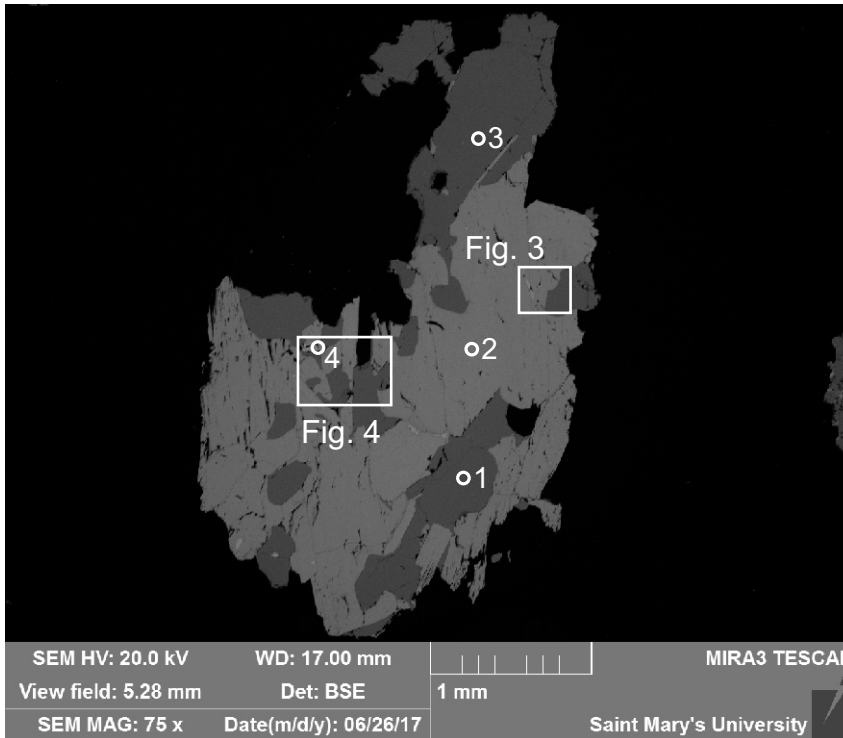 3
Fig. 3
2
4
Fig. 4
1
SEM HV: 20.0 kV WD: 17.00 mm MIRA3 TESCAN
View field: 5.28 mm Det: BSE 1 mm
SEM MAG: 75 x Date(m/d/y): 06/26/17 Saint Mary's University